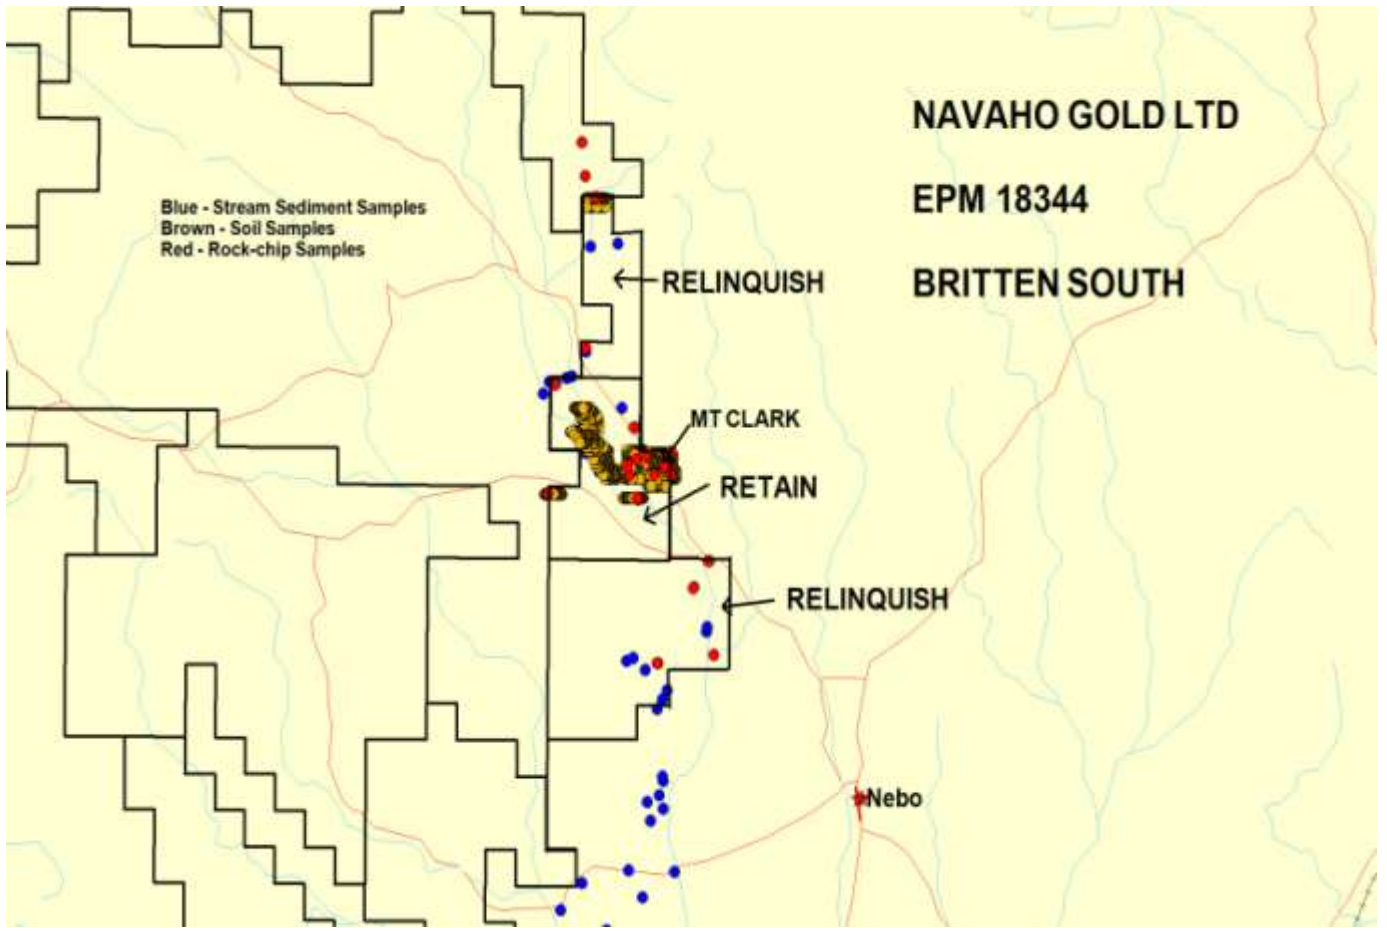 NAVAHO GOLD LTD
EPM 18344
BRITTEN SOUTH
Blue - Stream Sediment Samples
Brown - Soil Samples
Red - Rock-chip Samples
RELINQUISH
MT CLARK
RETAIN
RELINQUISH
Nebo